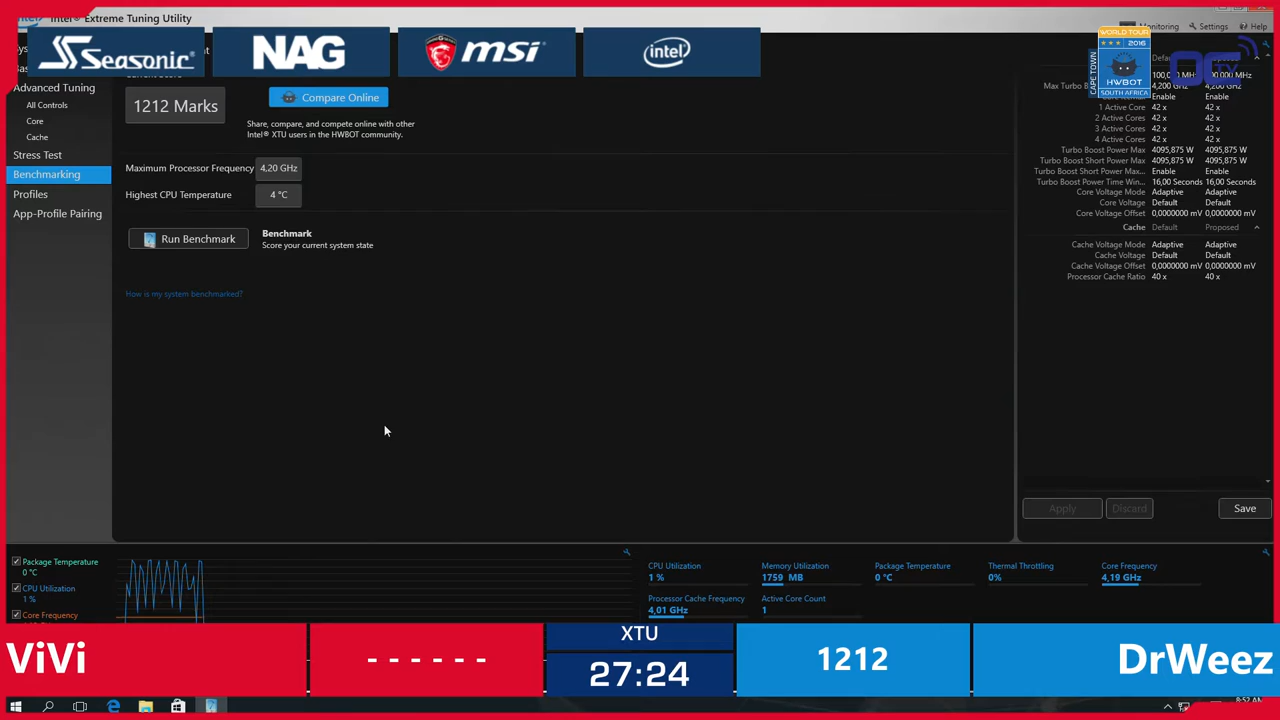 Intel® Extreme Tuning Utility
Monitoring
Settings
Help
Seasonic®
NAG
msi
intel
WORLD TOUR
2016
CAPE TOWN
HWBOT
SOUTH AFRICA
OCTV
Advanced Tuning
All Controls
Core
Cache
Stress Test
Benchmarking
Profiles
App-Profile Pairing
1212 Marks
Compare Online
Share, compare, and compete online with other
Intel® XTU users in the HWBOT community.
Maximum Processor Frequency 4,20 GHz
Highest CPU Temperature 4 °C
Run Benchmark
Benchmark
Score your current system state
How is my system benchmarked?
1 Active Core 42 x 42 x
2 Active Cores 42 x 42 x
3 Active Cores 42 x 42 x
4 Active Cores 42 x 42 x
Turbo Boost Power Max 4095,875 W 4095,875 W
Turbo Boost Short Power Max 4095,875 W 4095,875 W
Turbo Boost Short Power Max... Enable Enable
Turbo Boost Power Time Win... 16,00 Seconds 16,00 Seconds
Core Voltage Mode Adaptive Adaptive
Core Voltage Default Default
Core Voltage Offset 0,0000000 mV 0,0000000 mV
Cache Default Proposed
Cache Voltage Mode Adaptive Adaptive
Cache Voltage Default Default
Cache Voltage Offset 0,0000000 mV 0,0000000 mV
Processor Cache Ratio 40 x 40 x
Apply
Discard
Save
Package Temperature
0 °C
CPU Utilization
1 %
Core Frequency
CPU Utilization
1 %
Memory Utilization
1759 MB
Package Temperature
0 °C
Thermal Throttling
0%
Core Frequency
4,19 GHz
Processor Cache Frequency
4,01 GHz
Active Core Count
1
ViVi
- - - - - -
XTU
27:24
1212
DrWeez